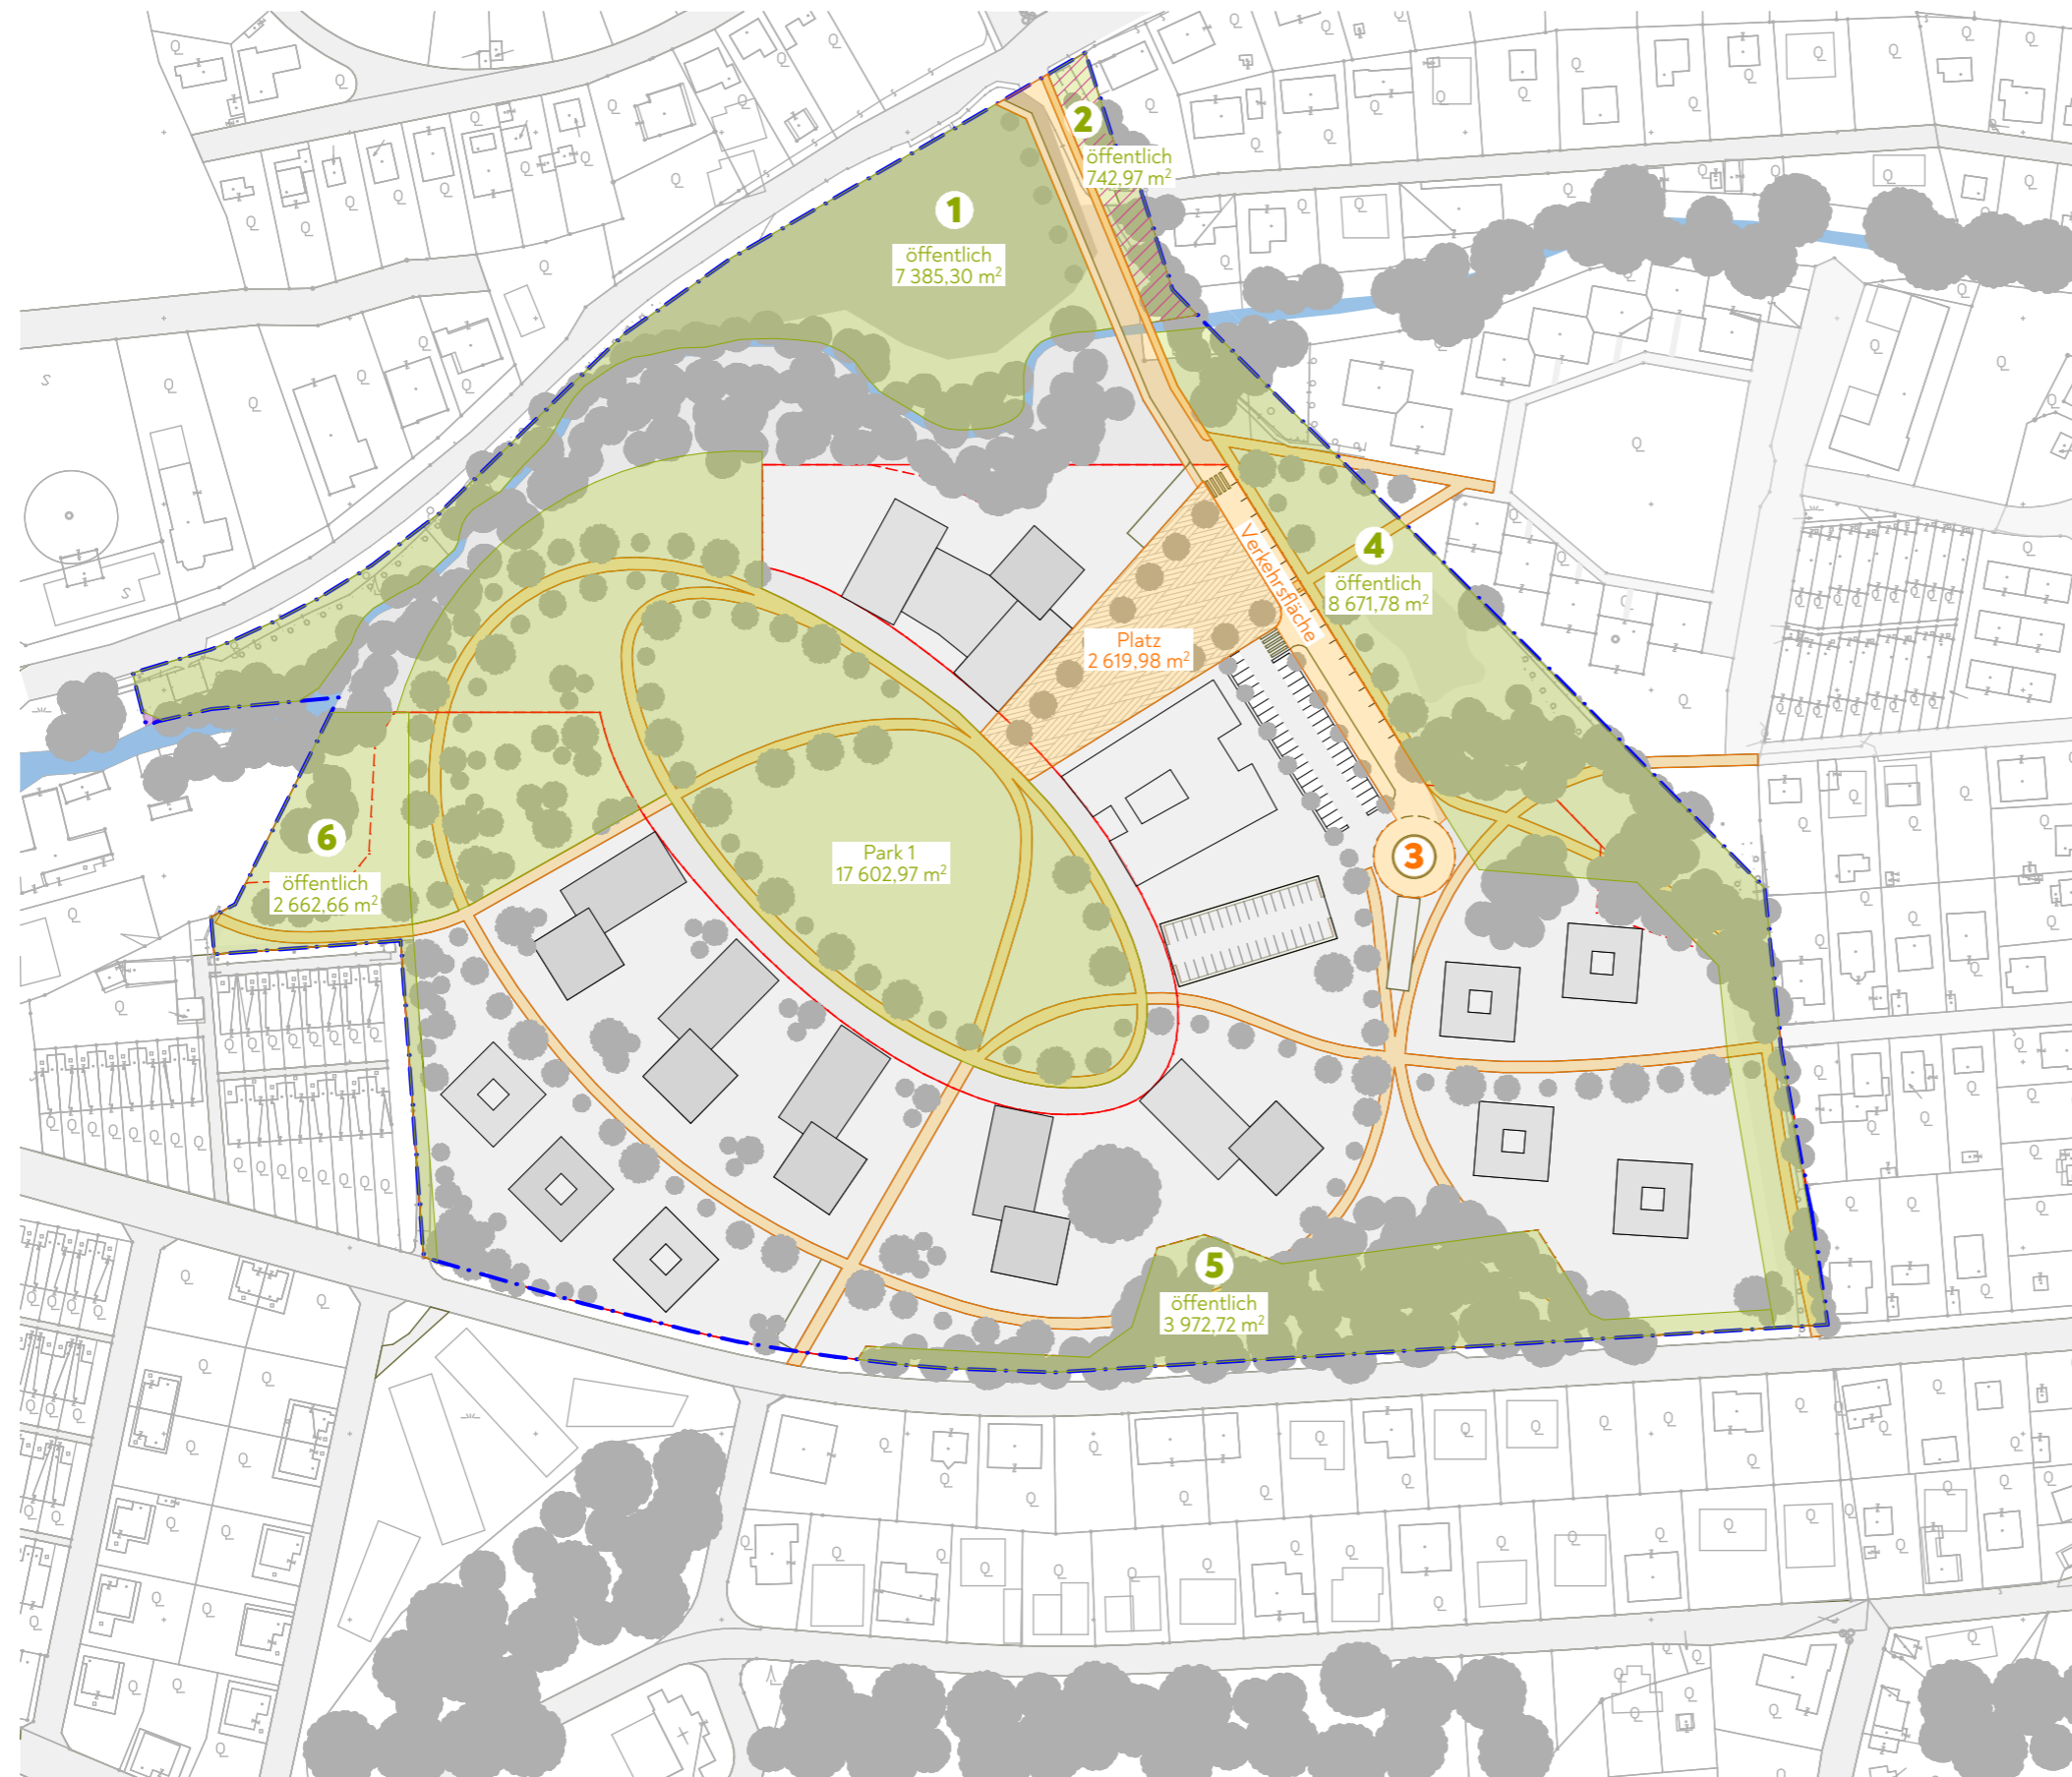 2
öffentlich
742,97 m²
1
öffentlich
7 385,30 m²
4
öffentlich
8 671,78 m²
Verkehrsfläche
Platz
2 619,98 m²
6
öffentlich
2 662,66 m²
Park 1
17 602,97 m²
3
5
öffentlich
3 972,72 m²